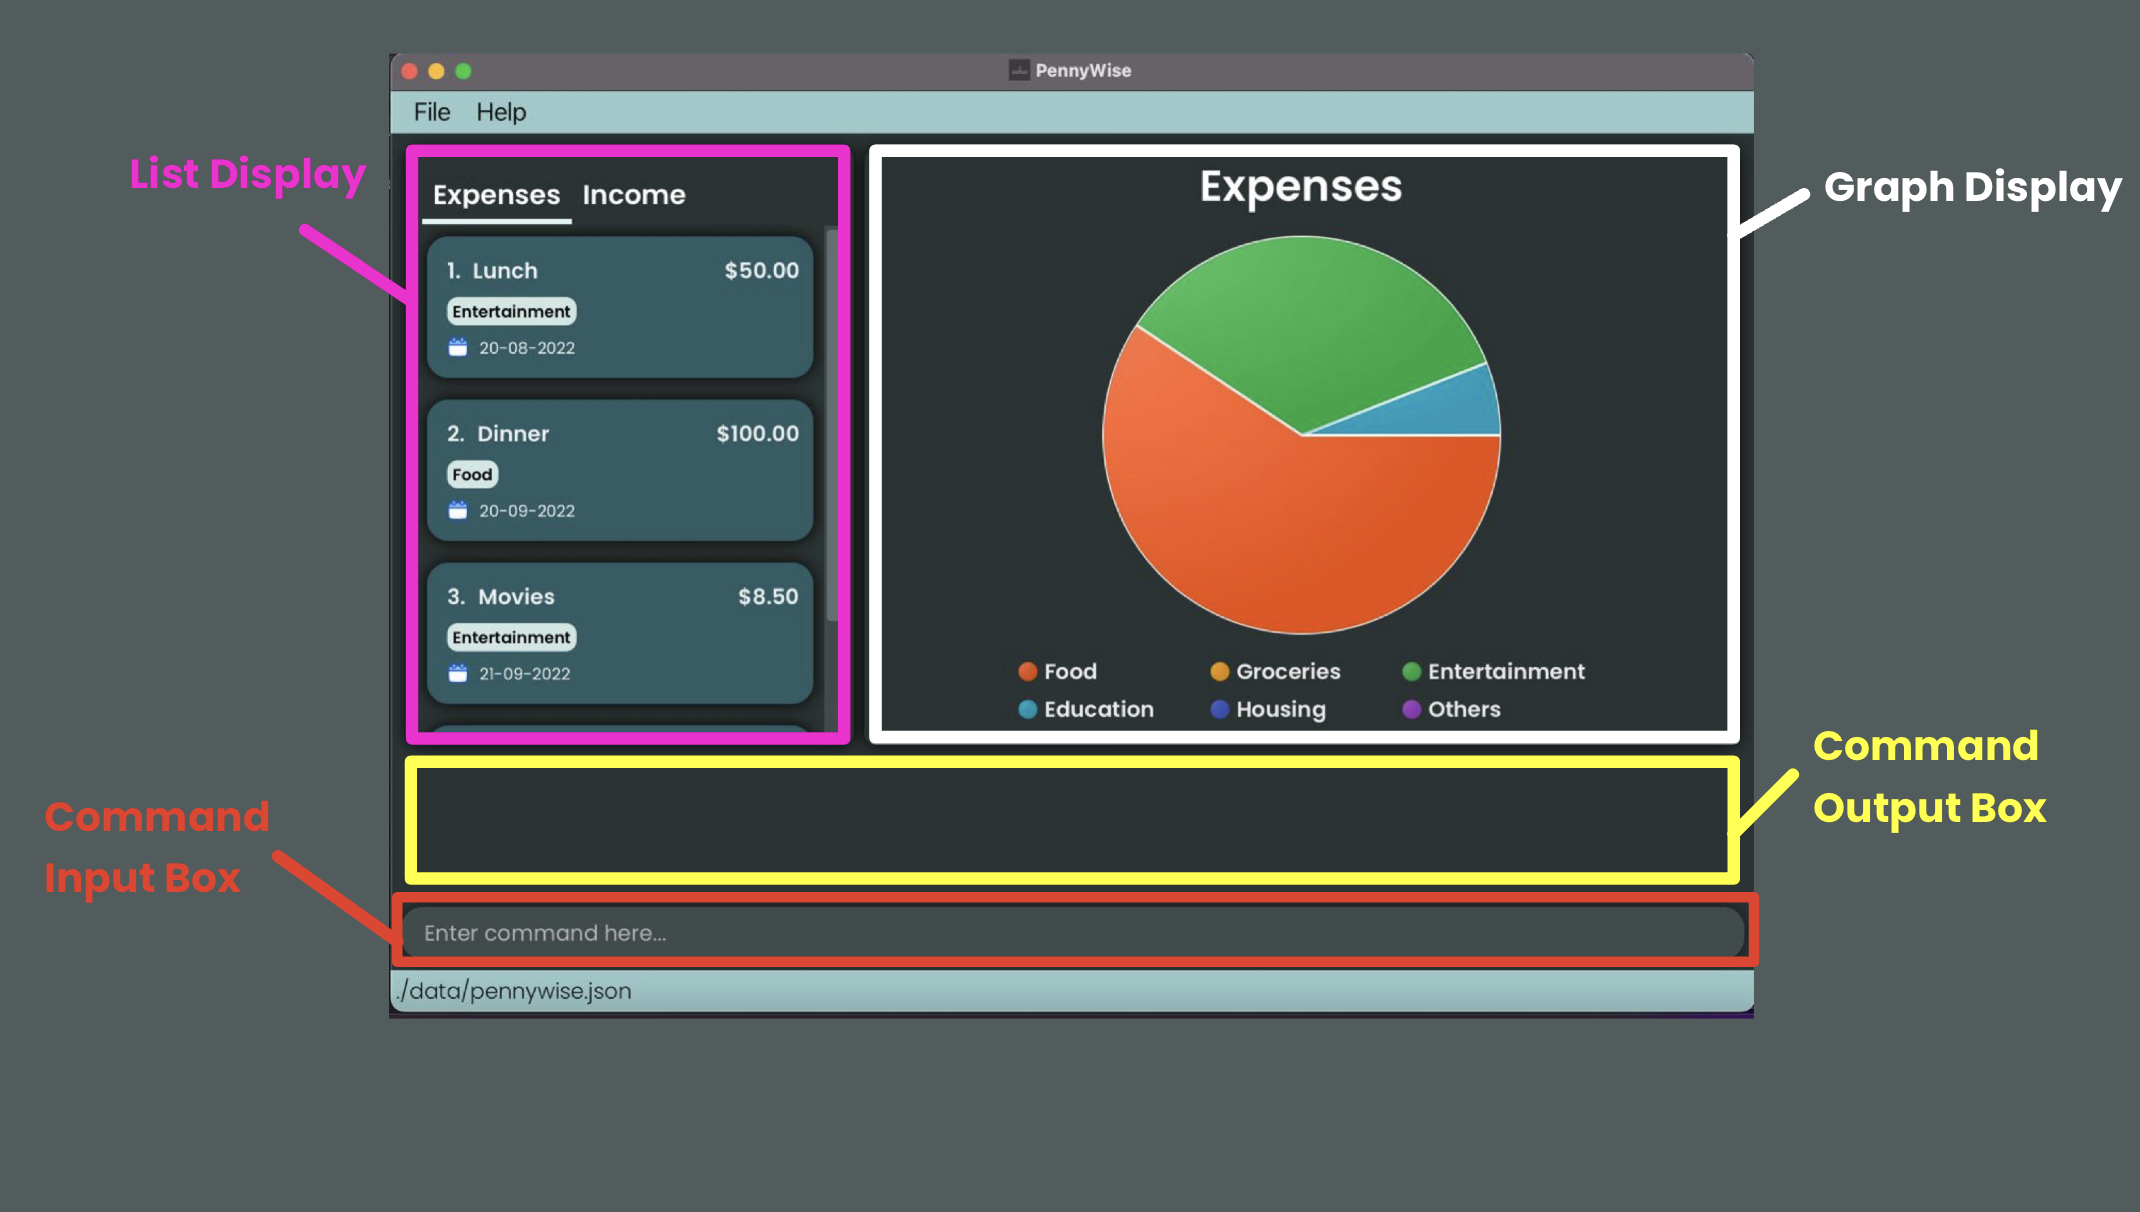 PennyWise
File Help
List Display
Graph Display
Expenses Income
1. Lunch $50.00
Entertainment
20-08-2022
2. Dinner $100.00
Food
20-09-2022
3. Movies $8.50
Entertainment
21-09-2022
Expenses
Food Groceries Entertainment
Education Housing Others
Command
Output Box
Command
Input Box
Enter command here...
./data/pennywise.json